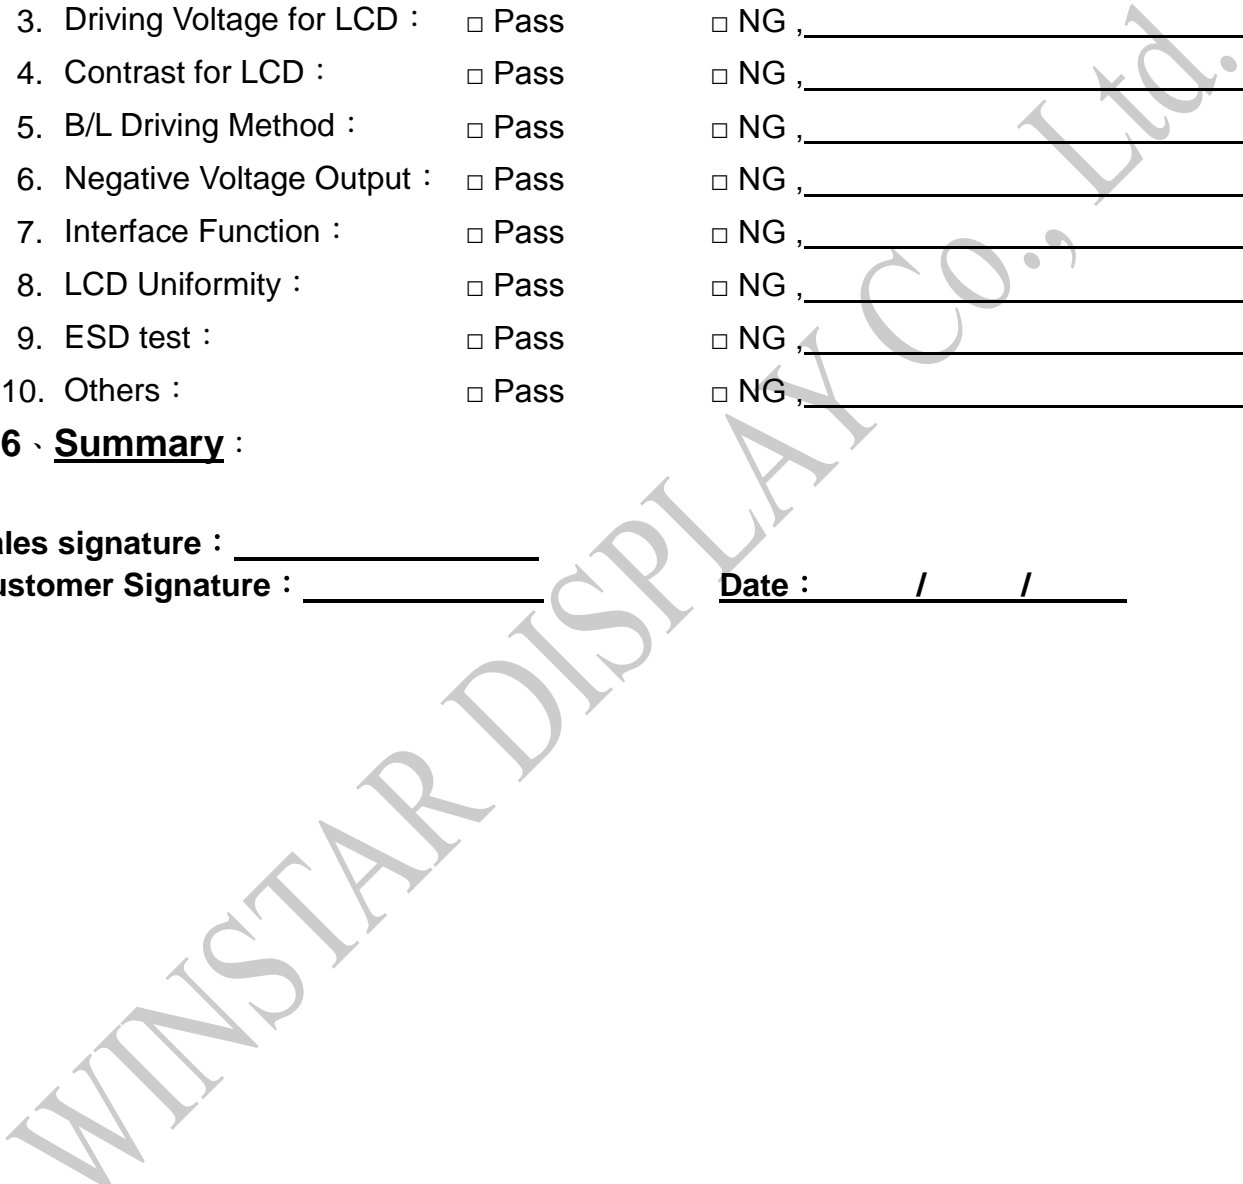 3. Driving Voltage for LCD： □ Pass □ NG ,
4. Contrast for LCD： □ Pass □ NG ,
5. B/L Driving Method： □ Pass □ NG ,
6. Negative Voltage Output： □ Pass □ NG ,
7. Interface Function： □ Pass □ NG ,
8. LCD Uniformity： □ Pass □ NG ,
9. ESD test： □ Pass □ NG ,
10. Others： □ Pass □ NG ,
6、Summary：
ales signature：
ustomer Signature： Date： / /
WINSTAR DISPLAY Co., Ltd.